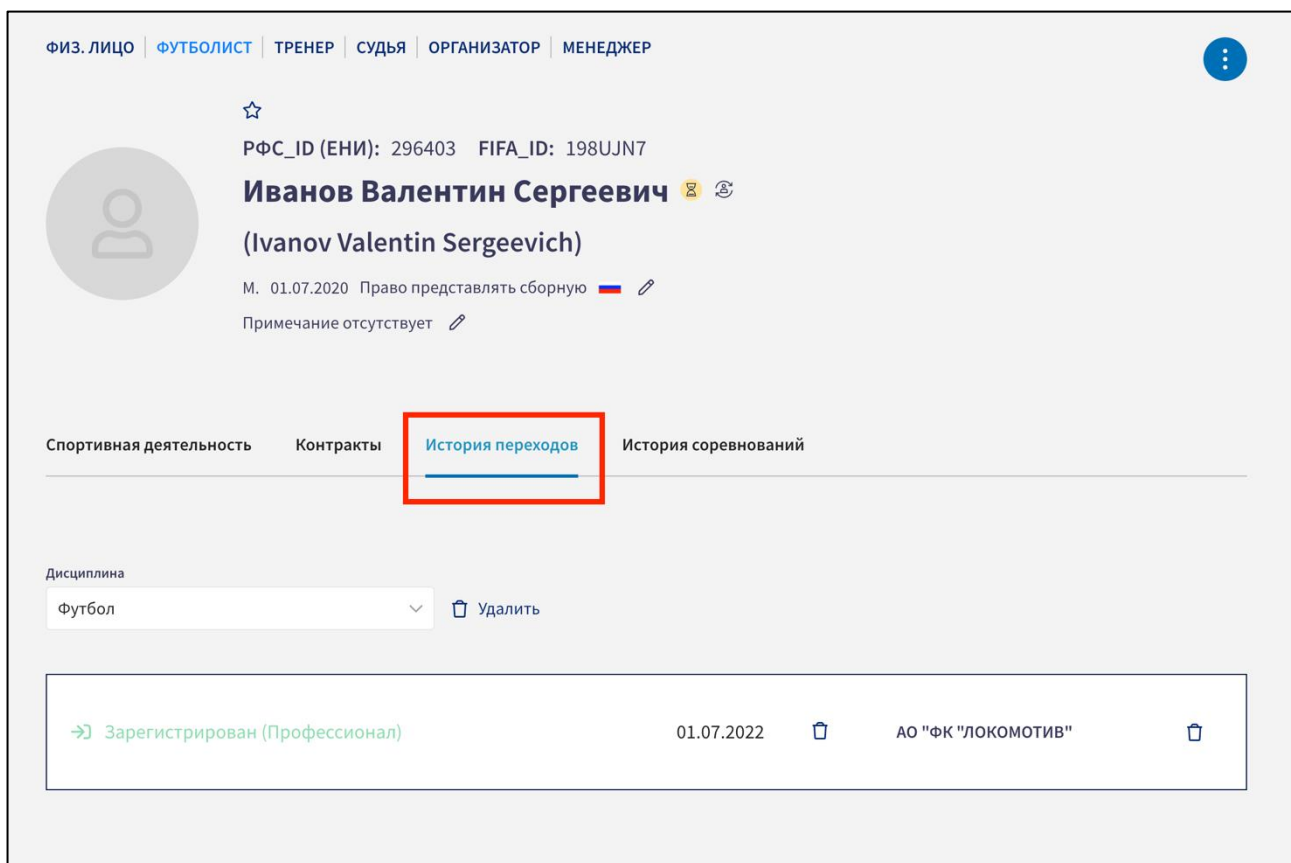 ФИЗ. ЛИЦО | ФУТБОЛИСТ | ТРЕНЕР | СУДЬЯ | ОРГАНИЗАТОР | МЕНЕДЖЕР
РФС_ID (ЕНИ): 296403 FIFA_ID: 198UJN7
Иванов Валентин Сергеевич
(Ivanov Valentin Sergeevich)
М. 01.07.2020 Право представлять сборную
Примечание отсутствует
Спортивная деятельность Контракты История переходов История соревнований
Дисциплина
Футбол Удалить
Зарегистрирован (Профессионал) 01.07.2022 АО "ФК "ЛОКОМОТИВ"